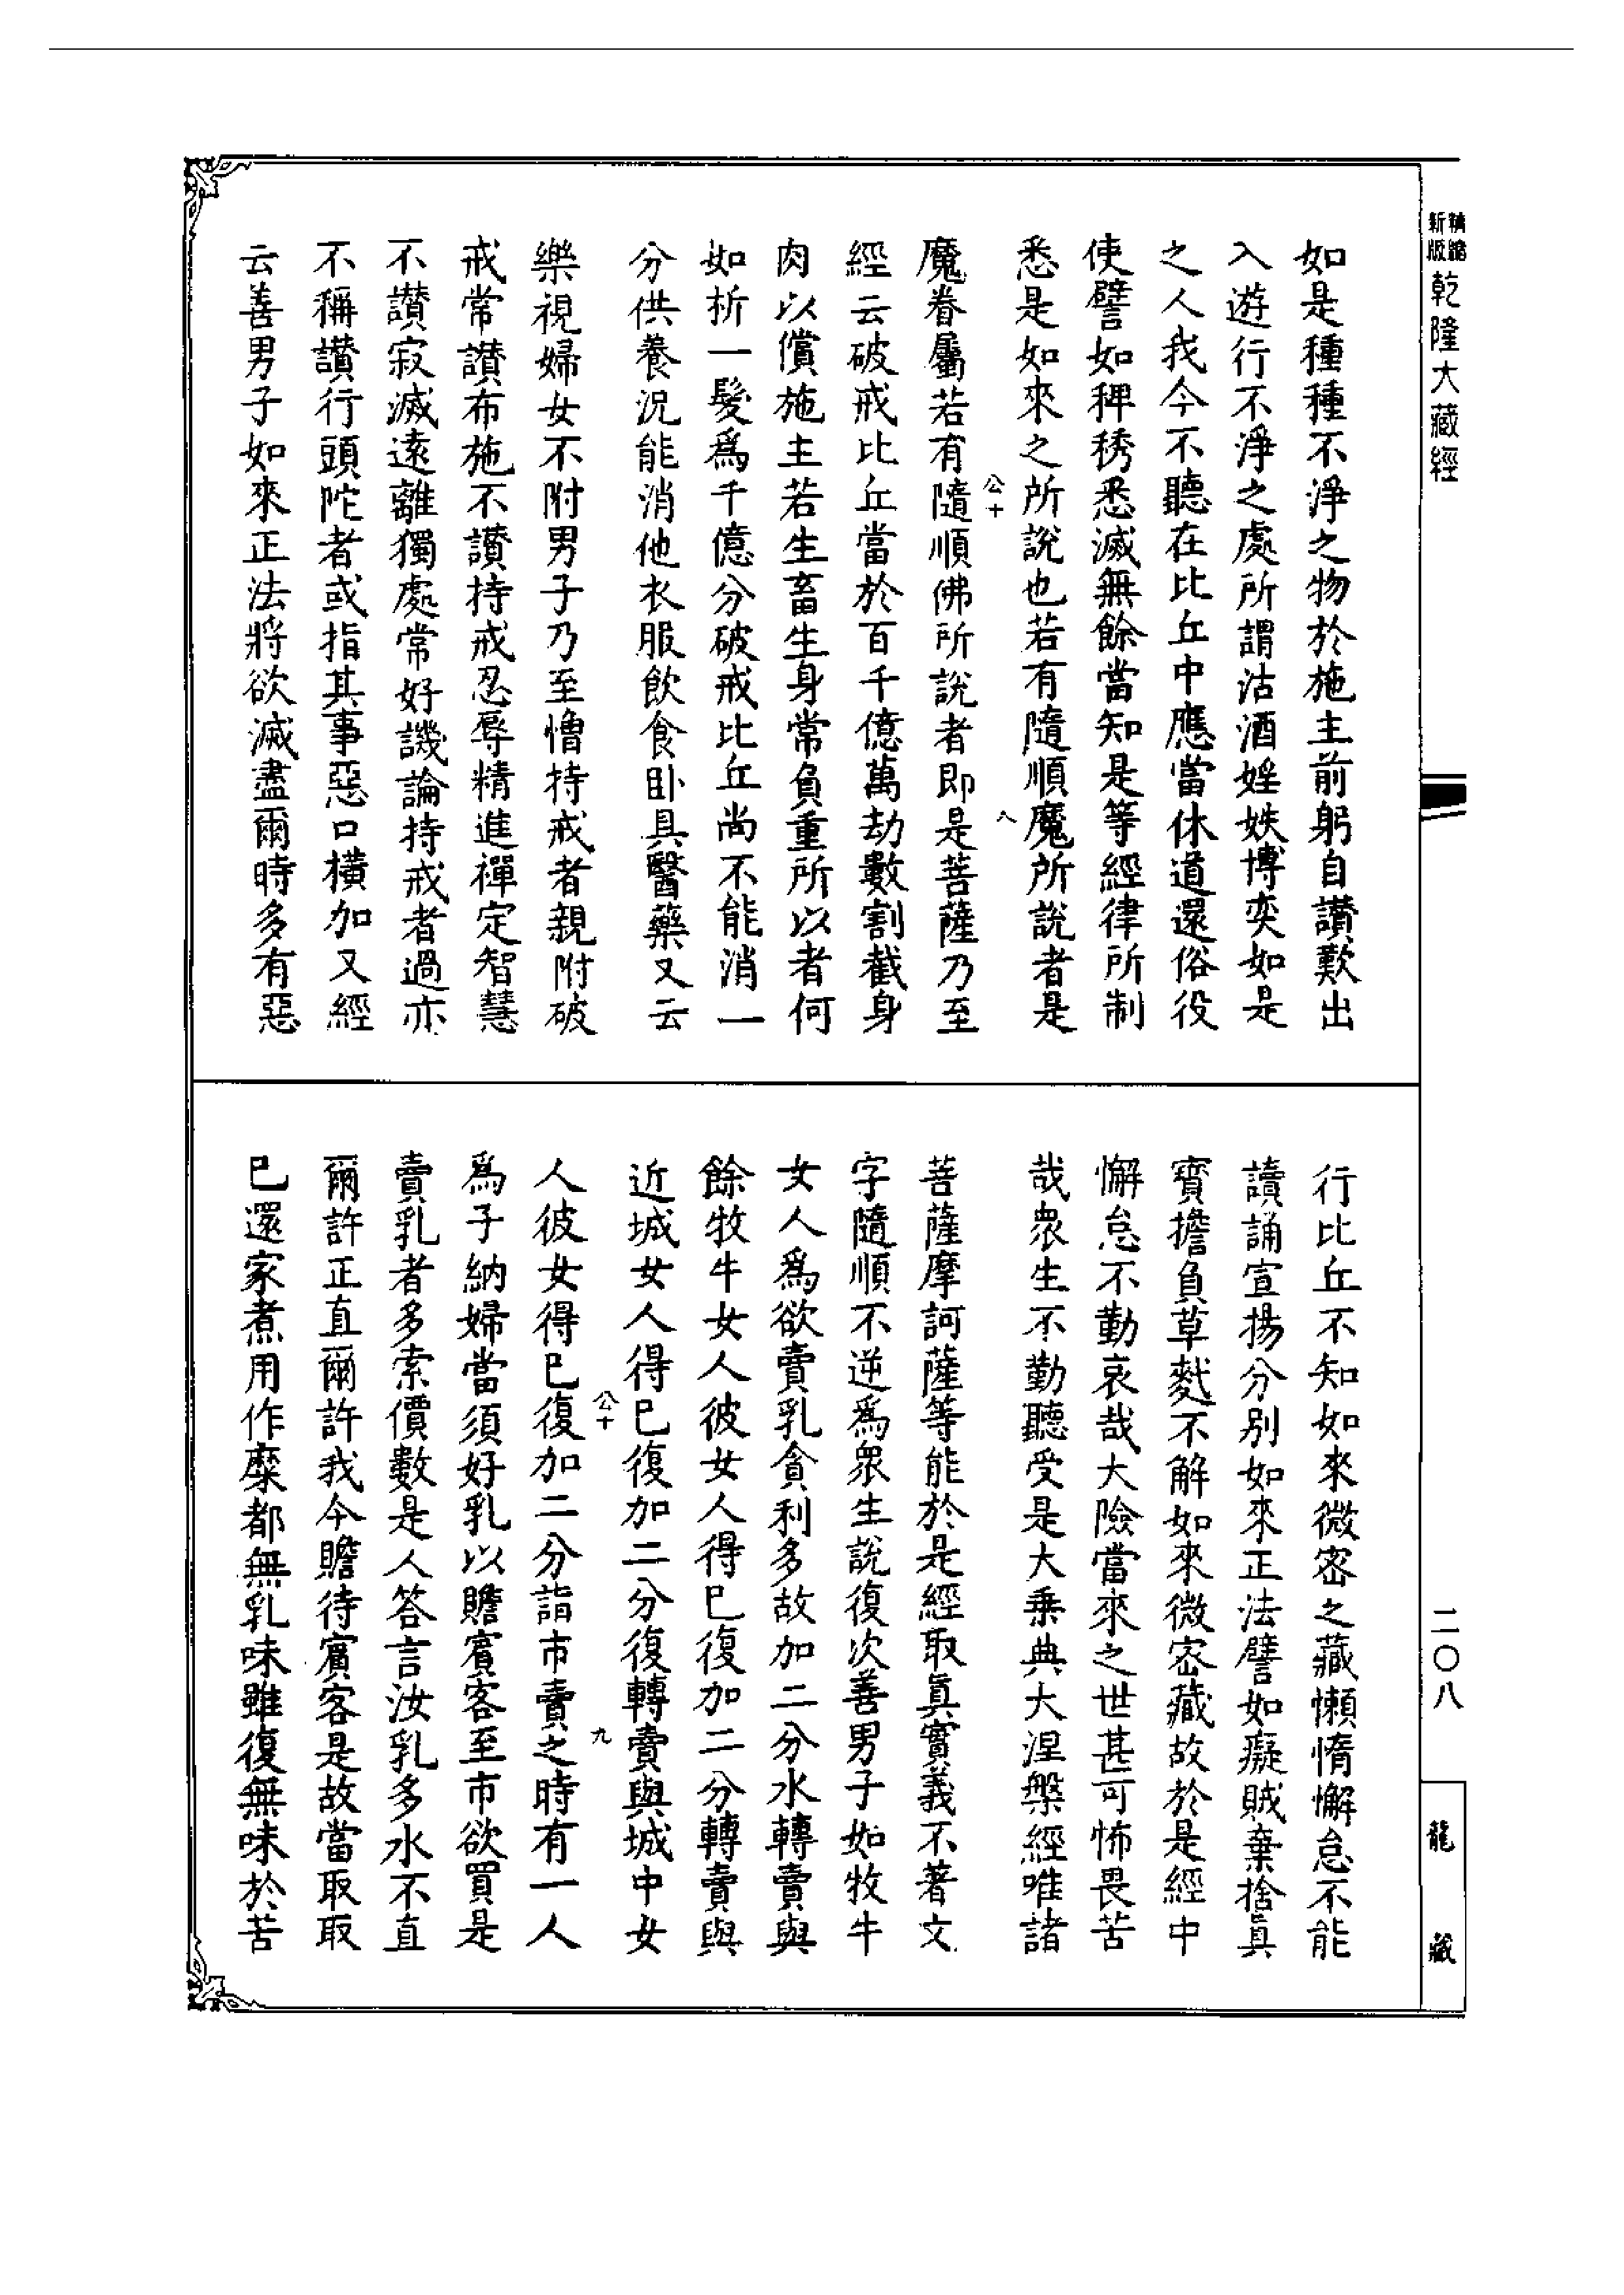 精縮新版乾隆大藏經
如是種種不淨之物於施主前躬自讚歎出
入遊行不淨之處所謂沽酒婬妷博奕如是
之人我今不聽在比丘中應當休道還俗役
使譬如稗莠悉滅無餘當知是等經律所制
悉是如來之所說也若有隨順魔所說者是
公十
八
魔眷屬若有隨順佛所說者即是菩薩乃至
經云破戒比丘當於百千億萬劫數割截身
肉以償施主若生畜生身常負重所以者何
如析一髮爲千億分破戒比丘尚不能消一
分供養況能消他衣服飲食卧具醫藥又云
樂視婦女不附男子乃至憎持戒者親附破
戒常讚布施不讚持戒忍辱精進禪定智慧
不讚寂滅遠離獨處常好譏論持戒者過亦
不稱讚行頭陀者或指其事惡口橫加又經
云善男子如來正法將欲滅盡爾時多有惡
行比丘不知如來微密之藏懶惰懈怠不能
讀誦宣揚分別如來正法譬如癡賊棄捨眞
寳擔負草麩不解如來微密藏故於是經中
懈怠不勤哀哉大險當來之世甚可怖畏苦
哉衆生不勤聽受是大乗典大涅槃經唯諸
菩薩摩訶薩等能於是經取眞實義不著文
字隨順不逆爲衆生說復次善男子如牧牛
女人爲欲賣乳貪利多故加二分水轉賣與
餘牧牛女人彼女人得已復加二分轉賣與
近城女人得已復加二分復轉賣與城中女
公十
九
人彼女得已復加二分詣市賣之時有一人
爲子納婦當須好乳以贍賓客至市欲買是
賣乳者多索價數是人答言汝乳多水不直
爾許正直爾許我今贍待賓客是故當取取
已還家煮用作糜都無乳味雖復無味於苦
二〇八
龍藏